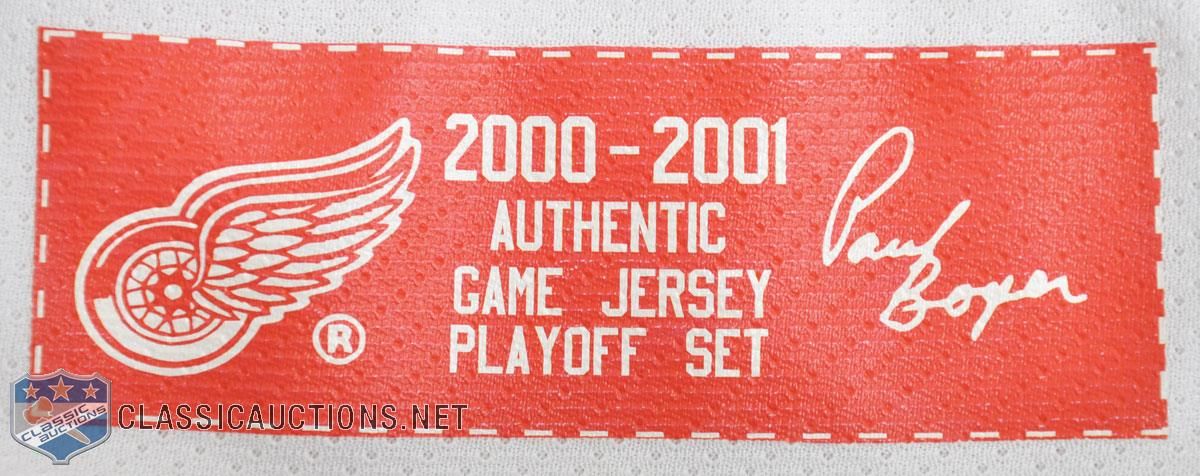 2000-2001
AUTHENTIC
GAME JERSEY
PLAYOFF SET
Paul
Boyer
®
CLASSIC
AUCTIONS
CLASSICAUCTIONS.NET